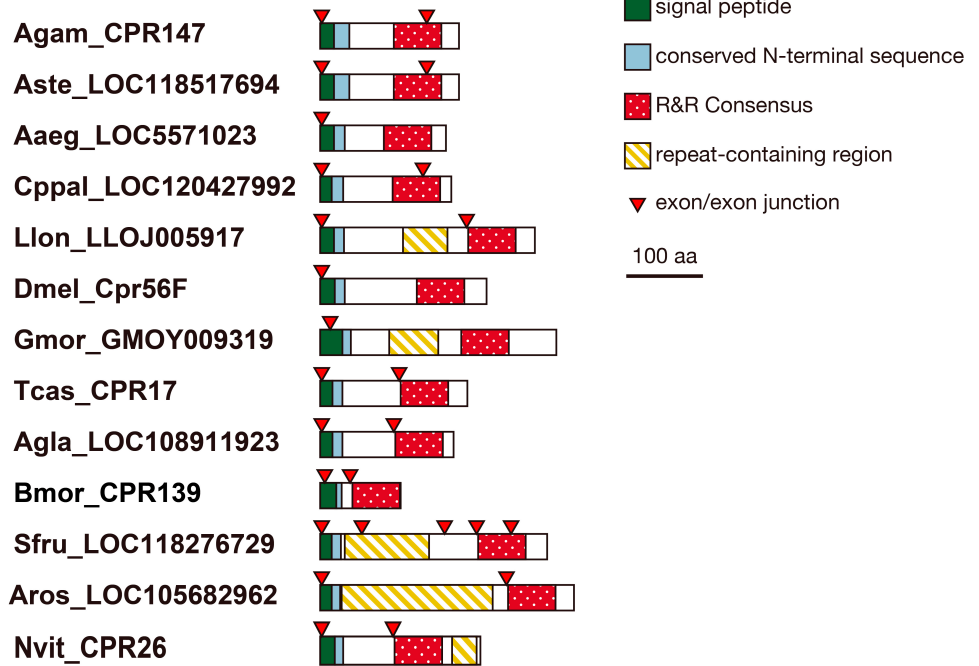 Agam_CPR147
Aste_LOC118517694
Aaeg_LOC5571023
Cppal_LOC120427992
Llon_LLOJ005917
Dmel_Cpr56F
Gmor_GMOY009319
Tcas_CPR17
Agla_LOC108911923
Bmor_CPR139
Sfru_LOC118276729
Aros_LOC105682962
Nvit_CPR26
signal peptide
conserved N-terminal sequence
R&R Consensus
repeat-containing region
exon/exon junction
100 aa